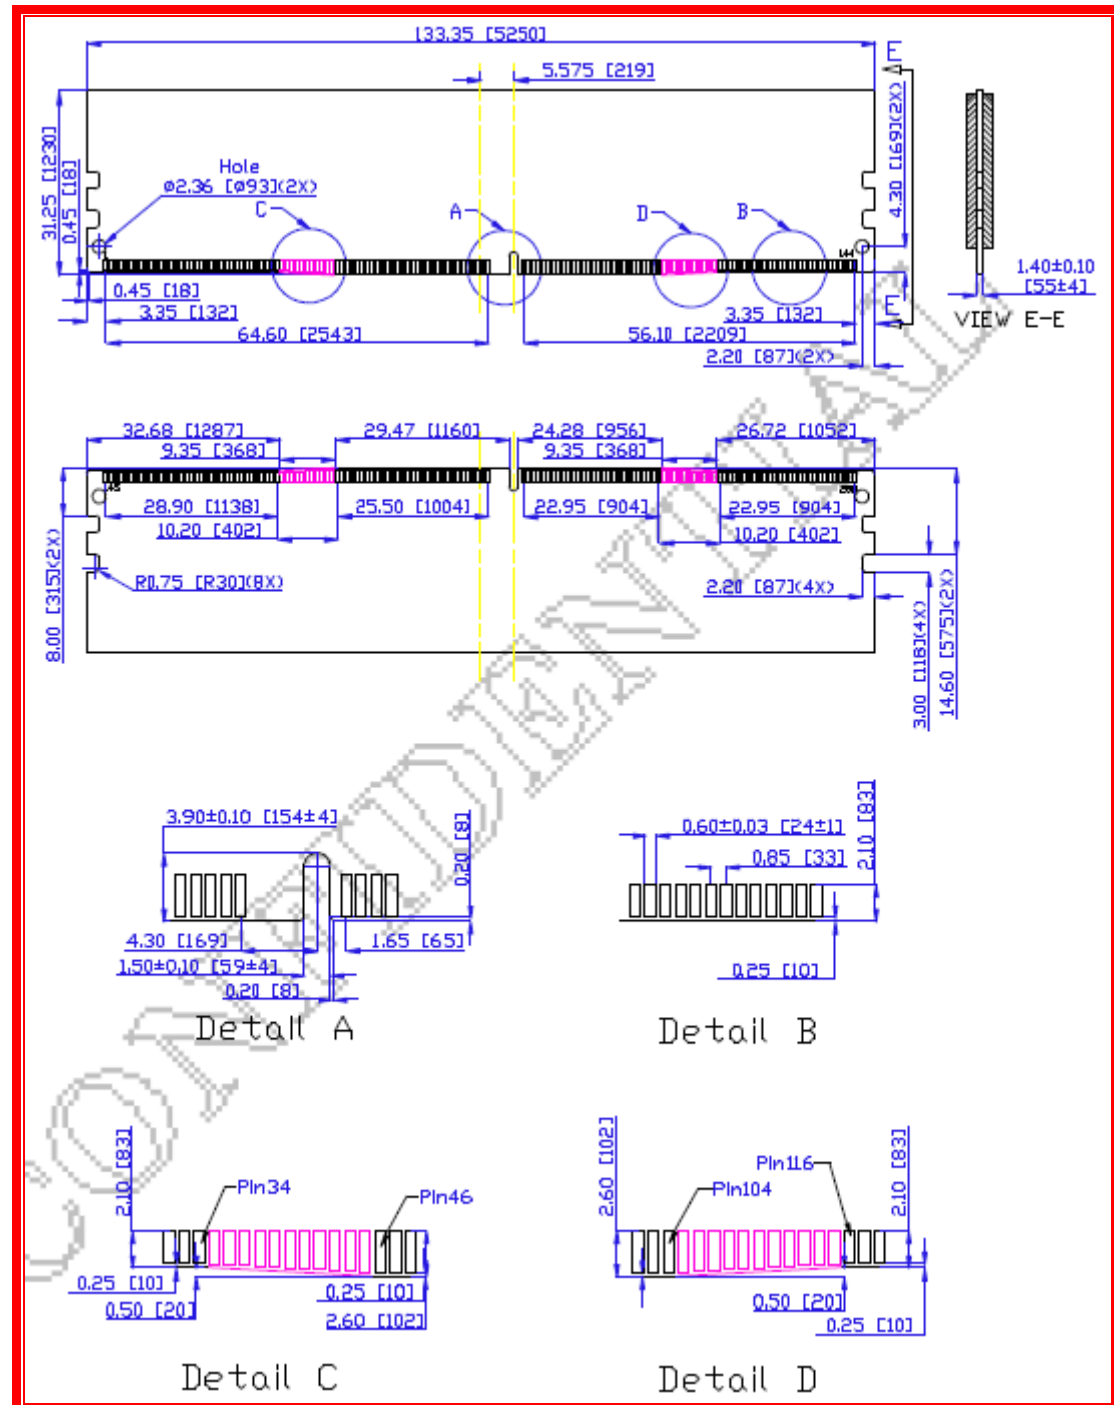 133.35 [5250]
5.575 [219]
E
31.25 [1230]
0.45 [18]
Hole
ø2.36 [ø93](2X)
C
A
D
B
4.30 [169](2X)
144
0.45 [18]
3.35 [132]
64.60 [2543]
56.10 [2209]
3.35 [132]
E
2.20 [87](2X)
1.40±0.10
[55±4]
VIEW E-E
32.68 [1287]
29.47 [1160]
24.28 [956]
26.72 [1052]
9.35 [368]
9.35 [368]
28.90 [1138]
25.50 [1004]
22.95 [904]
22.95 [904]
10.20 [402]
10.20 [402]
R0.75 [R30](8X)
2.20 [87](4X)
8.00 [315](2X)
3.00 [118](4X)
14.60 [575](2X)
3.90±0.10 [154±4]
0.20 [8]
4.30 [169]
1.65 [65]
1.50±0.10 [59±4]
0.20 [8]
Detail A
0.60±0.03 [24±1]
0.85 [33]
2.10 [83]
0.25 [10]
Detail B
2.10 [83]
Pin34
Pin46
0.25 [10]
0.50 [20]
0.25 [10]
2.60 [102]
Detail C
2.60 [102]
Pin116
Pin104
2.10 [83]
0.50 [20]
0.25 [10]
Detail D
CONFIDENTIAL